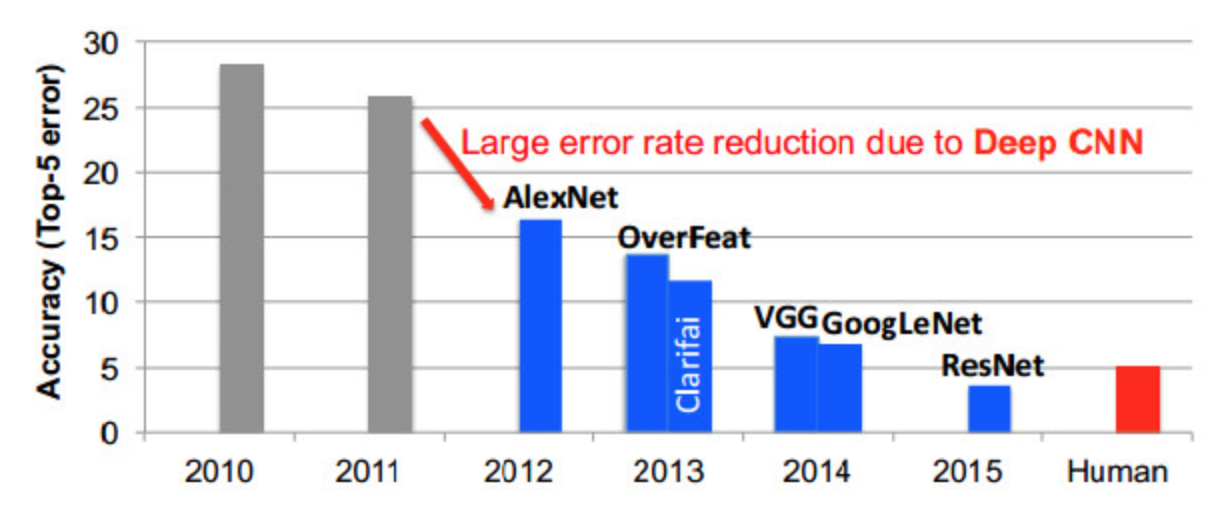 Accuracy (Top-5 error)
30
25
20
15
10
5
0
Large error rate reduction due to Deep CNN
AlexNet
OverFeat
Clarifai
VGG
GoogLeNet
ResNet
2010
2011
2012
2013
2014
2015
Human